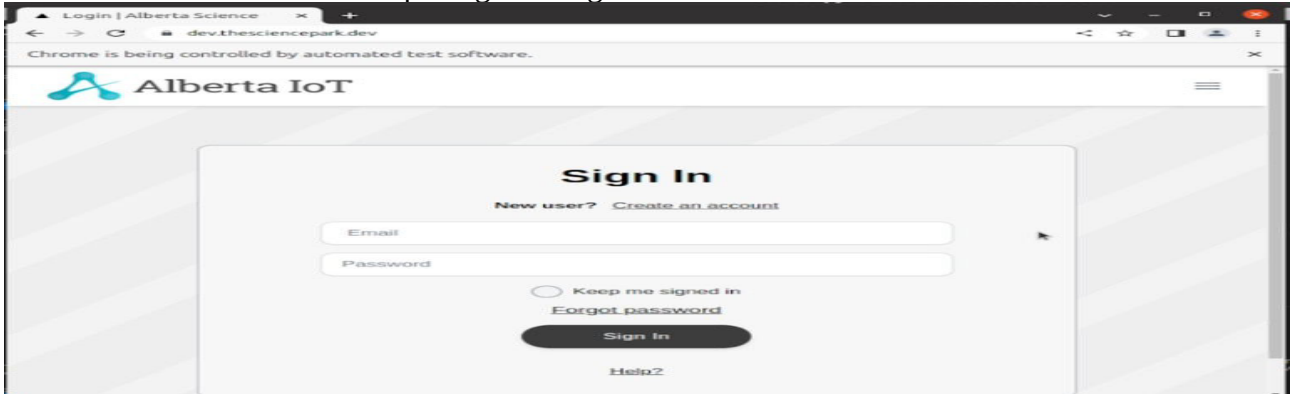 Login | Alberta Science
dev.thesciencepark.dev
Chrome is being controlled by automated test software.
Alberta IoT
Sign In
New user? Create an account
Email
Password
Keep me signed in
Forgot password
Sign In
Help?